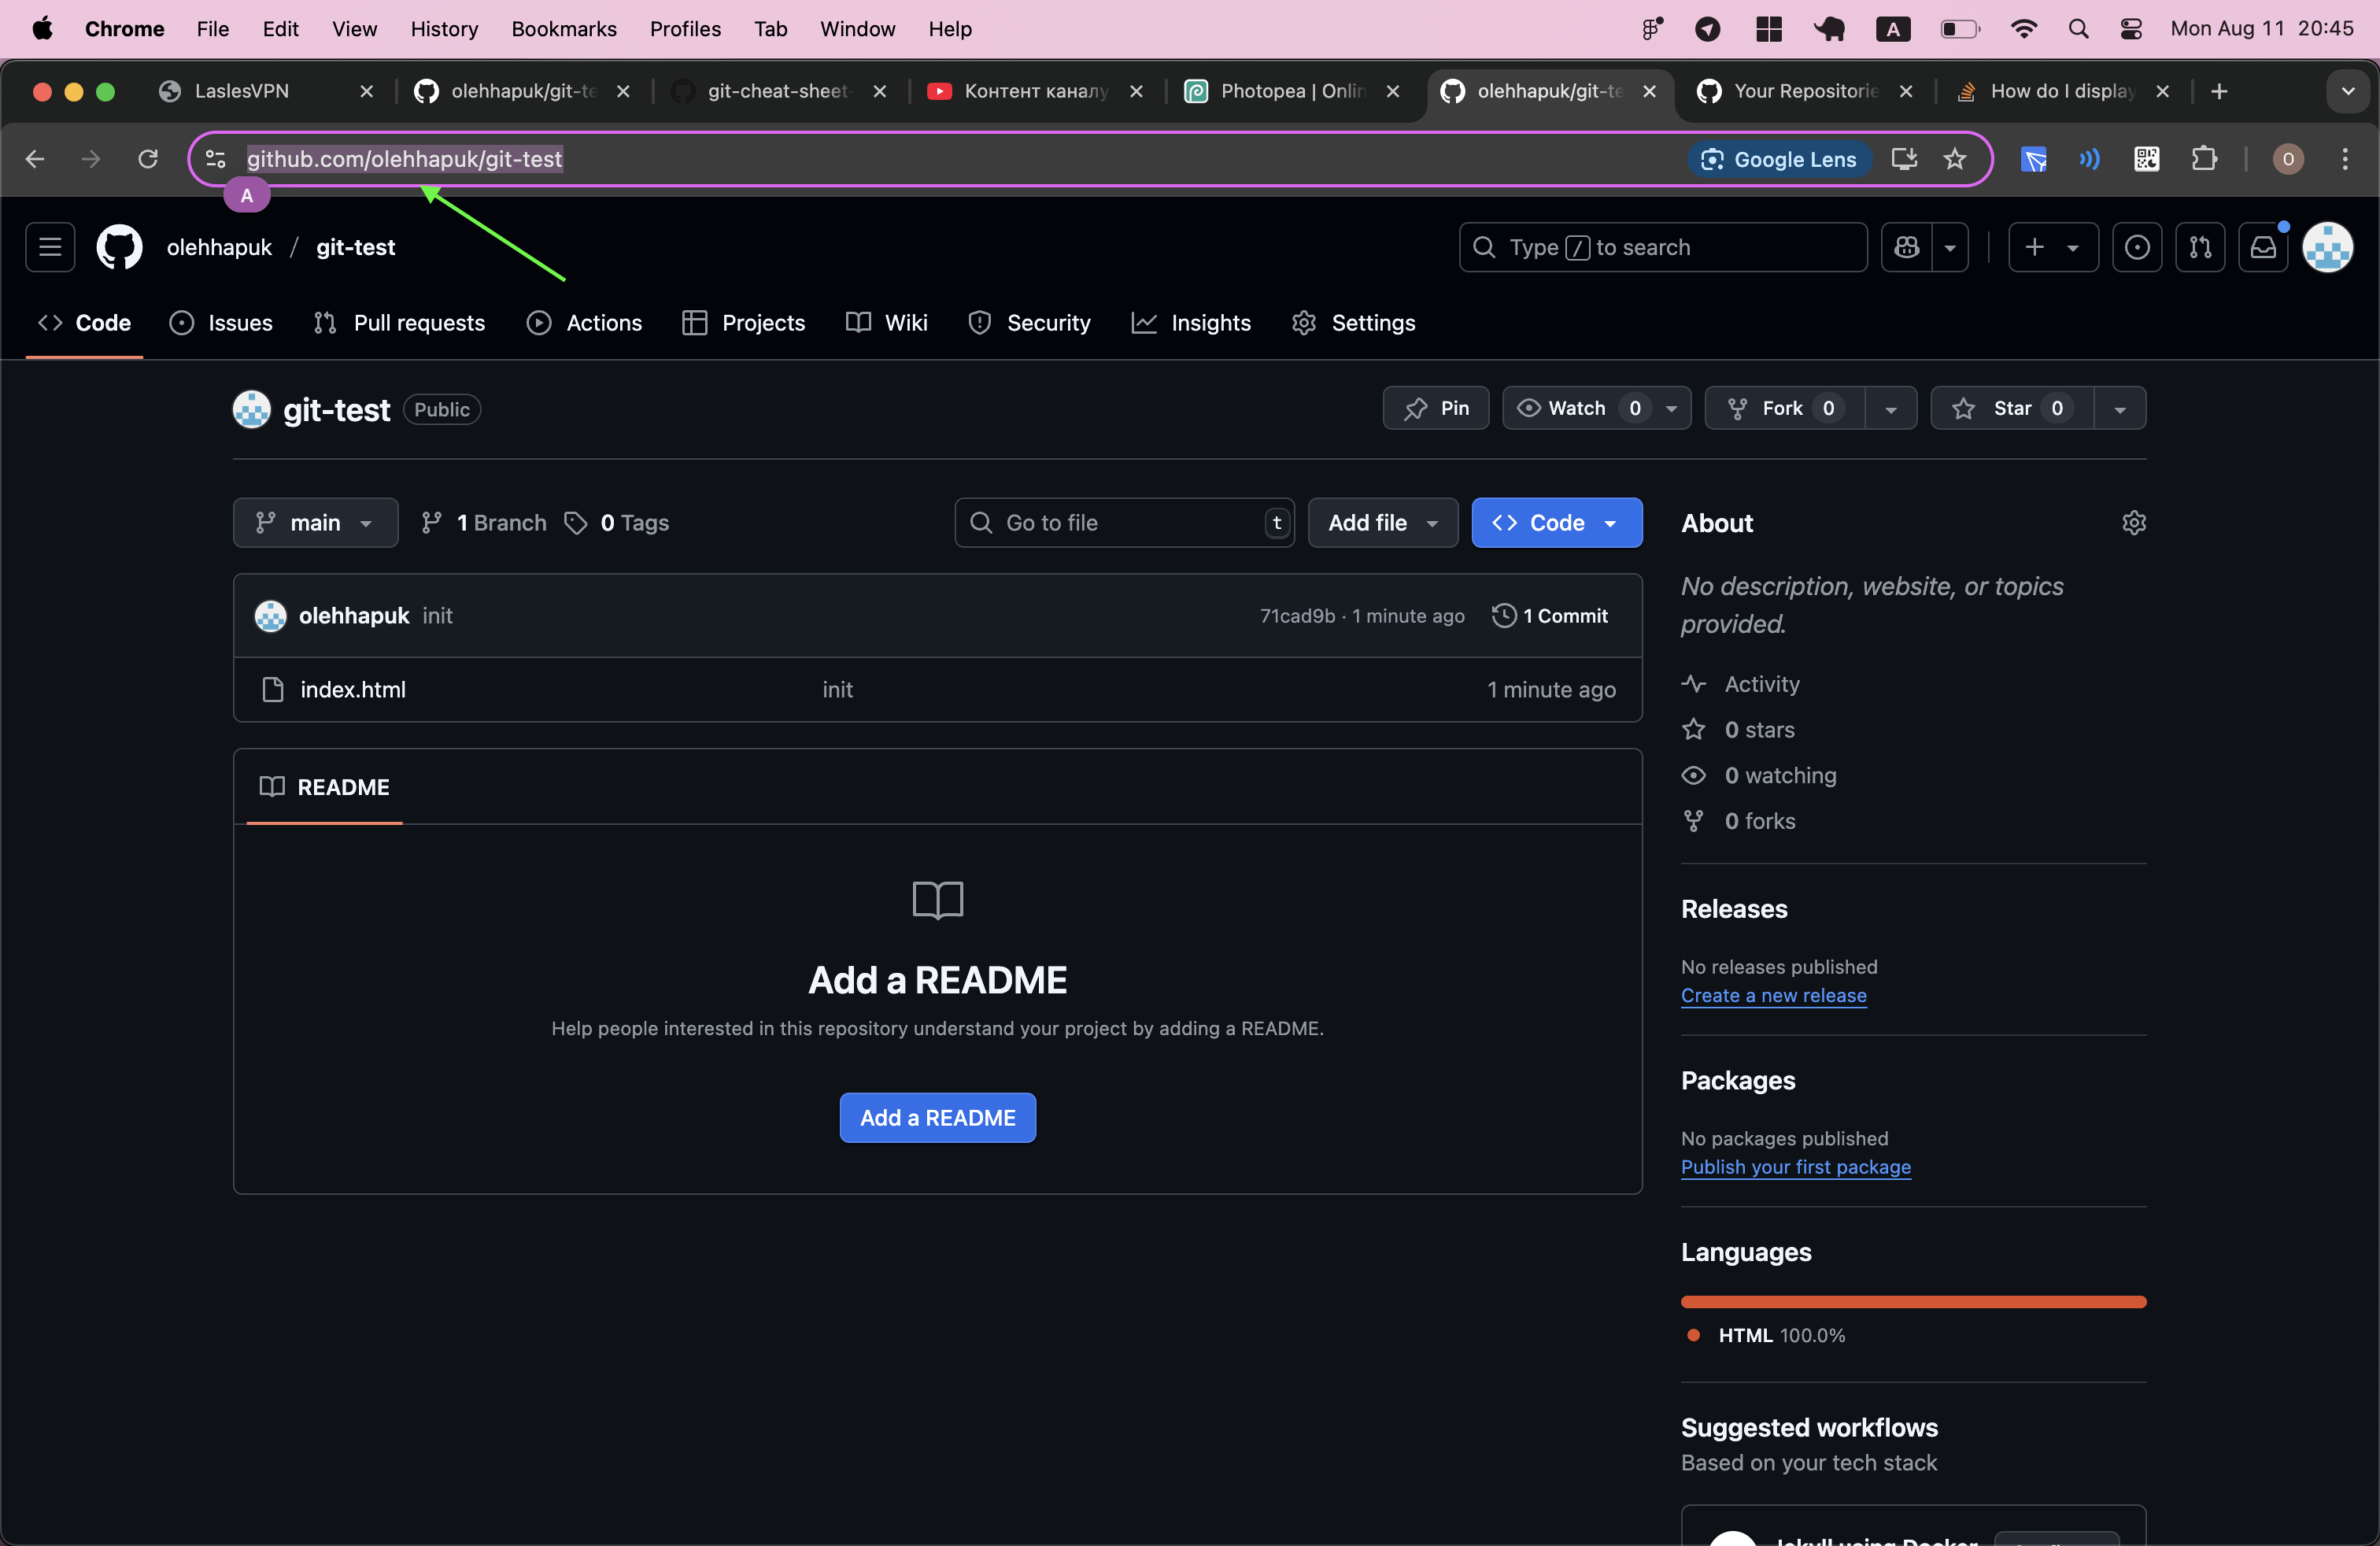 Chrome File Edit View History Bookmarks Profiles Tab Window Help A Mon Aug 11 20:45
LaslesVPN olehhapuk/git-te git-cheat-sheet- Контент каналу Photopea | Onlin olehhapuk/git-te Your Repositorie How do I display
github.com/olehhapuk/git-test Google Lens O
A
olehhapuk / git-test Type / to search
Code Issues Pull requests Actions Projects Wiki Security Insights Settings
git-test Public Pin Watch 0 Fork 0 Star 0
main 1 Branch 0 Tags Go to file t Add file Code
olehhapuk init 71cad9b · 1 minute ago 1 Commit
index.html init 1 minute ago
README
Add a README
Help people interested in this repository understand your project by adding a README.
Add a README
About
No description, website, or topics
provided.
Activity
0 stars
0 watching
0 forks
Releases
No releases published
Create a new release
Packages
No packages published
Publish your first package
Languages
HTML 100.0%
Suggested workflows
Based on your tech stack
Jekyll using Docker